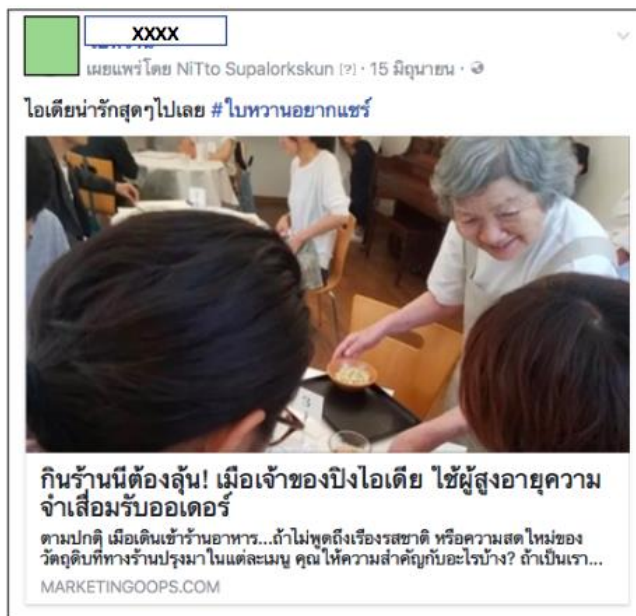 XXXX
เผยแพร่โดย NiTto Supalorkskun [?] · 15 มิถุนายน ·
ไอเดียน่ารักสุดๆไปเลย #ใบหวานอยากแชร์
3
กินร้านนี้ต้องลุ้น! เมื่อเจ้าของปิ๊งไอเดีย ใช้ผู้สูงอายุความ
จำเสื่อมรับออเดอร์
ตามปกติ เมื่อเดินเข้าร้านอาหาร...ถ้าไม่พูดถึงเรื่องรสชาติ หรือความสดใหม่ของ
วัตถุดิบที่ทางร้านปรุงมาในแต่ละเมนู คุณให้ความสำคัญกับอะไรบ้าง? ถ้าเป็นเรา...
MARKETINGOOPS.COM